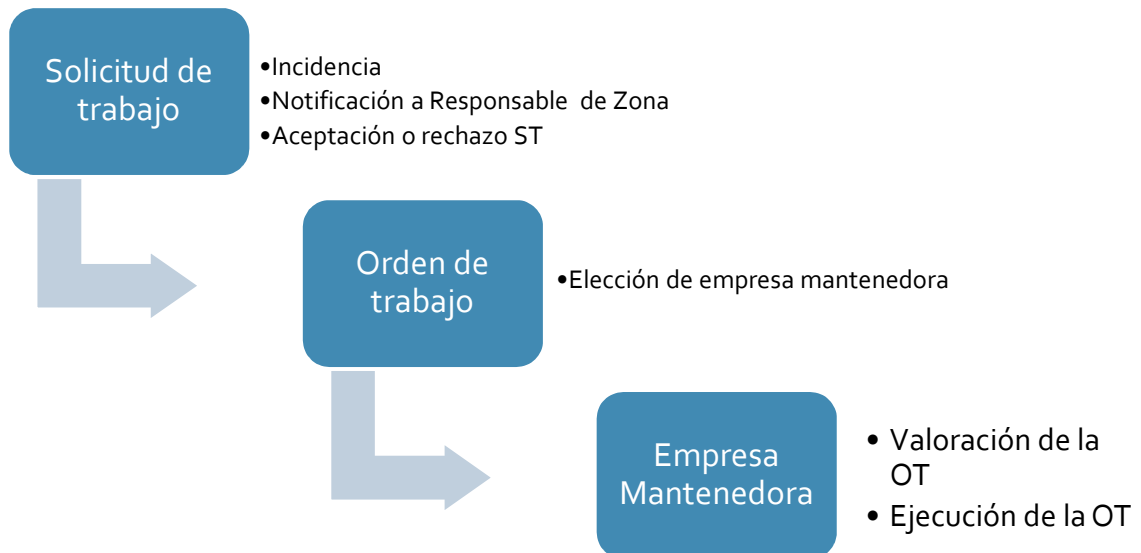 Solicitud de
trabajo
•Incidencia
•Notificación a Responsable de Zona
•Aceptación o rechazo ST
Orden de
trabajo
•Elección de empresa mantenedora
Empresa
Mantenedora
• Valoración de la
OT
• Ejecución de la OT